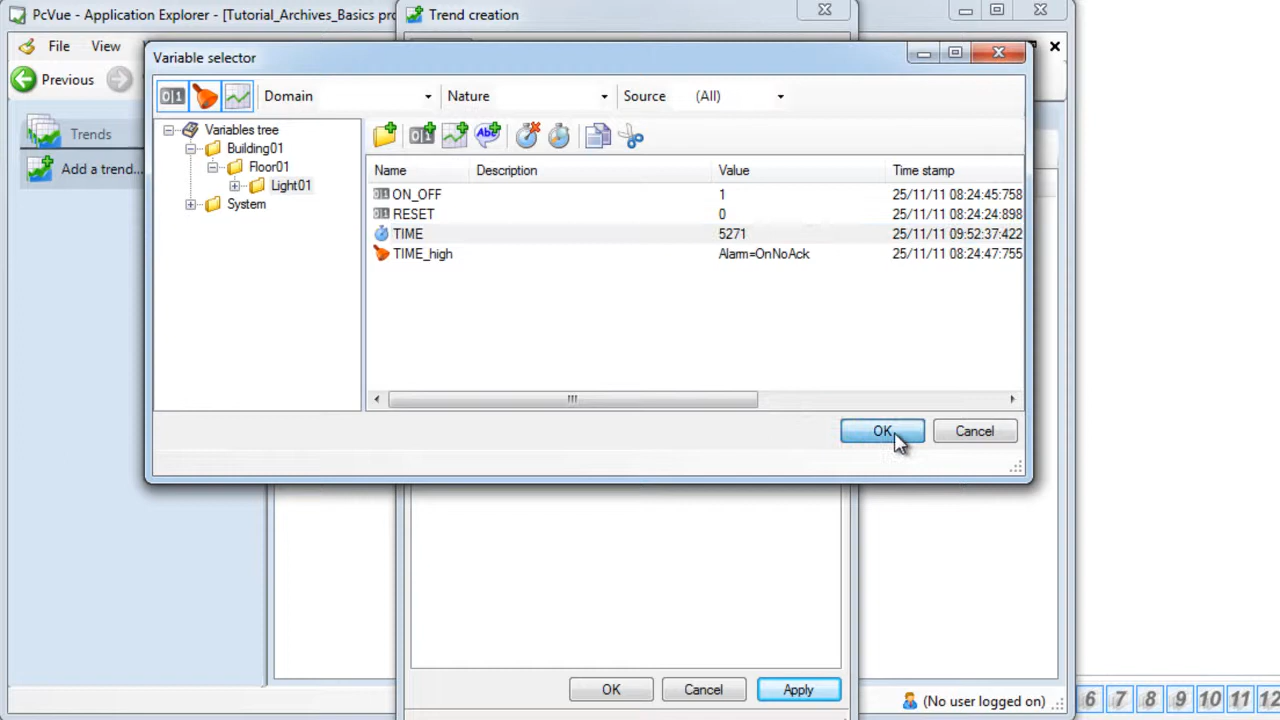 PcVue - Application Explorer - [Tutorial_Archives_Basics pro
Trend creation
File View
Previous
Trends
Add a trend...
Variable selector
Domain Nature Source (All)
Variables tree
Building01
Floor01
Light01
System
Name Description Value Time stamp
ON_OFF 1 25/11/11 08:24:45:758
RESET 0 25/11/11 08:24:24:898
TIME 5271 25/11/11 09:52:37:422
TIME_high Alarm=OnNoAck 25/11/11 08:24:47:755
OK Cancel
OK Cancel Apply
(No user logged on)
6 7 8 9 10 11 12